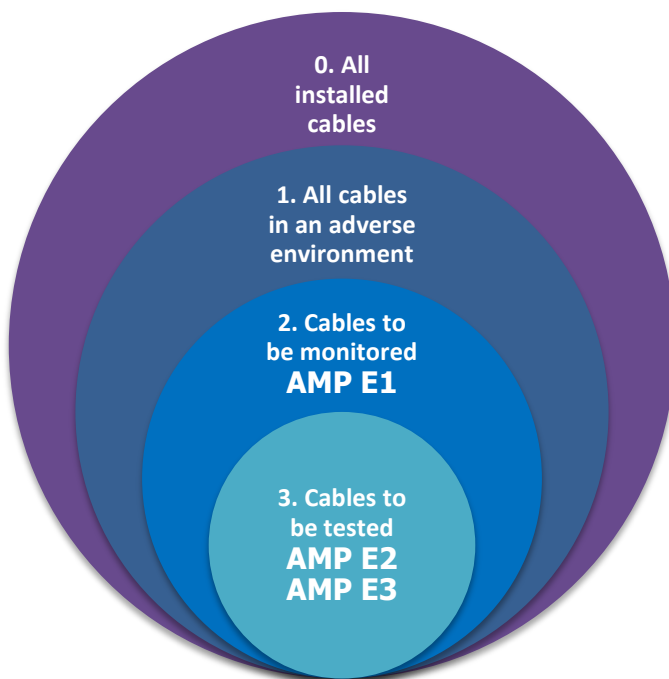 0. All
installed
cables
1. All cables
in an adverse
environment
2. Cables to
be monitored
AMP E1
3. Cables to
be tested
AMP E2
AMP E3